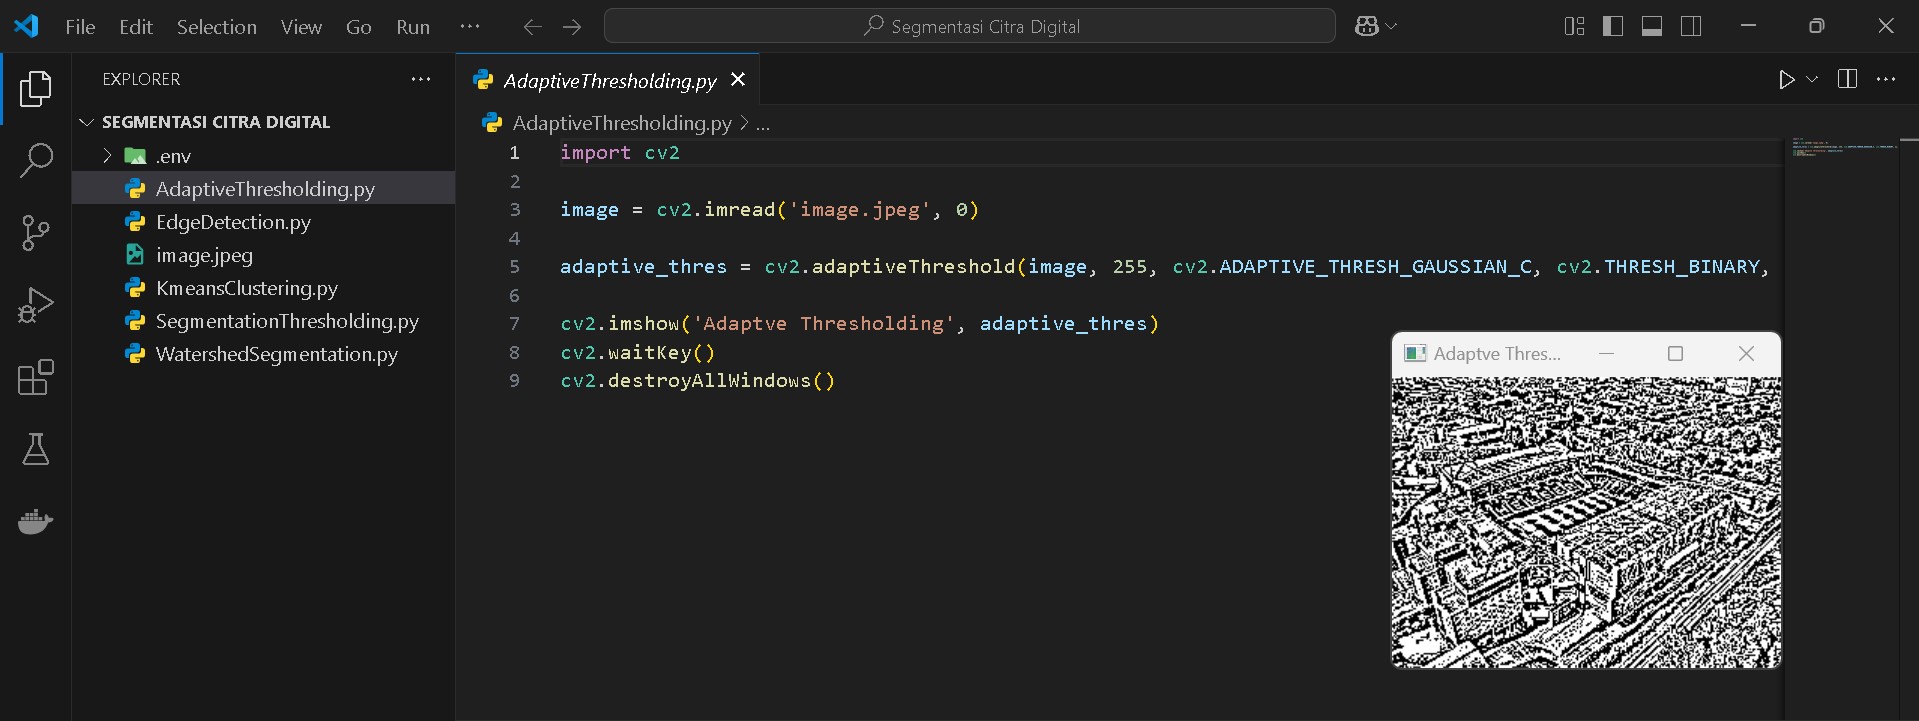 File Edit Selection View Go Run ... Segmentasi Citra Digital
EXPLORER ...
SEGMENTASI CITRA DIGITAL
.env
AdaptiveThresholding.py
EdgeDetection.py
image.jpeg
KmeansClustering.py
SegmentationThresholding.py
WatershedSegmentation.py
AdaptiveThresholding.py
AdaptiveThresholding.py > ...
1 import cv2
2
3 image = cv2.imread('image.jpeg', 0)
4
5 adaptive_thres = cv2.adaptiveThreshold(image, 255, cv2.ADAPTIVE_THRESH_GAUSSIAN_C, cv2.THRESH_BINARY,
6
7 cv2.imshow('Adaptve Thresholding', adaptive_thres)
8 cv2.waitKey()
9 cv2.destroyAllWindows()
Adaptve Thres...